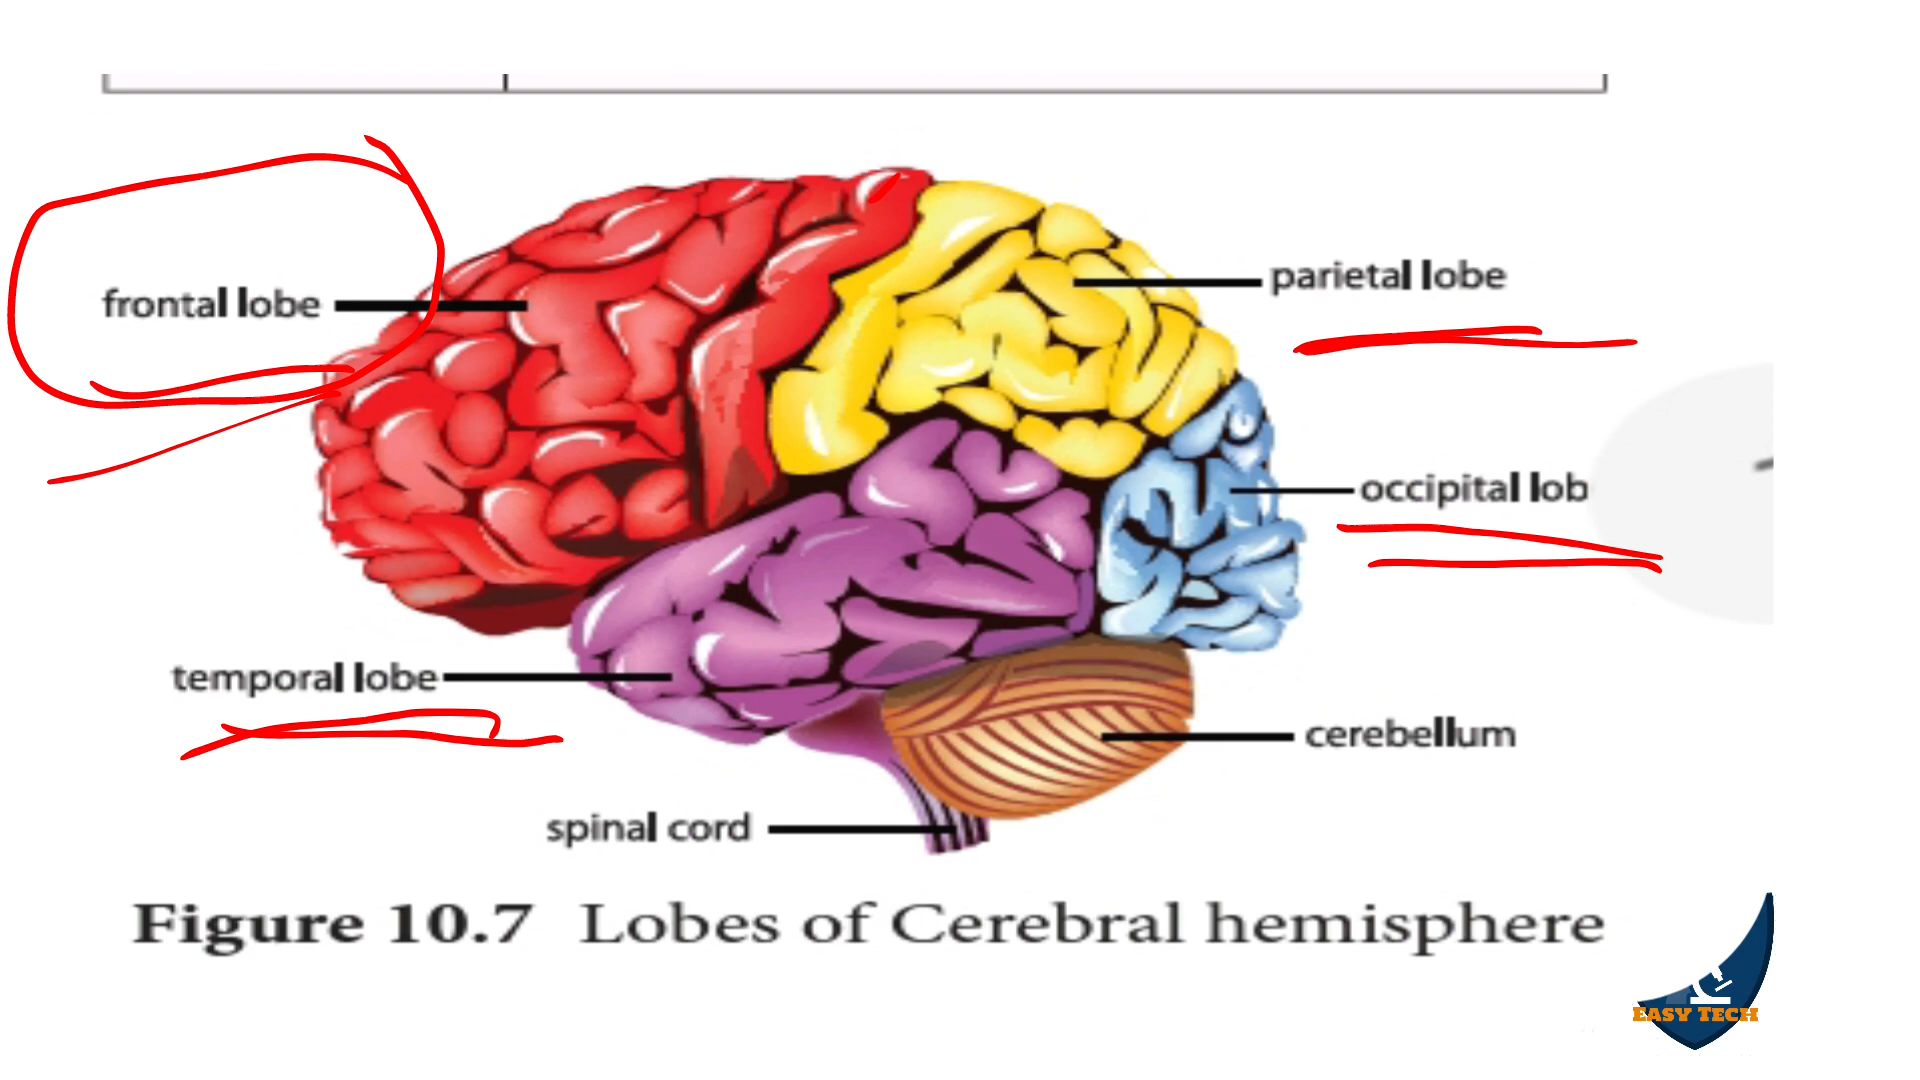 frontal lobe
parietal lobe
occipital lob
temporal lobe
cerebellum
spinal cord
Figure 10.7 Lobes of Cerebral hemisphere
EASY TECH